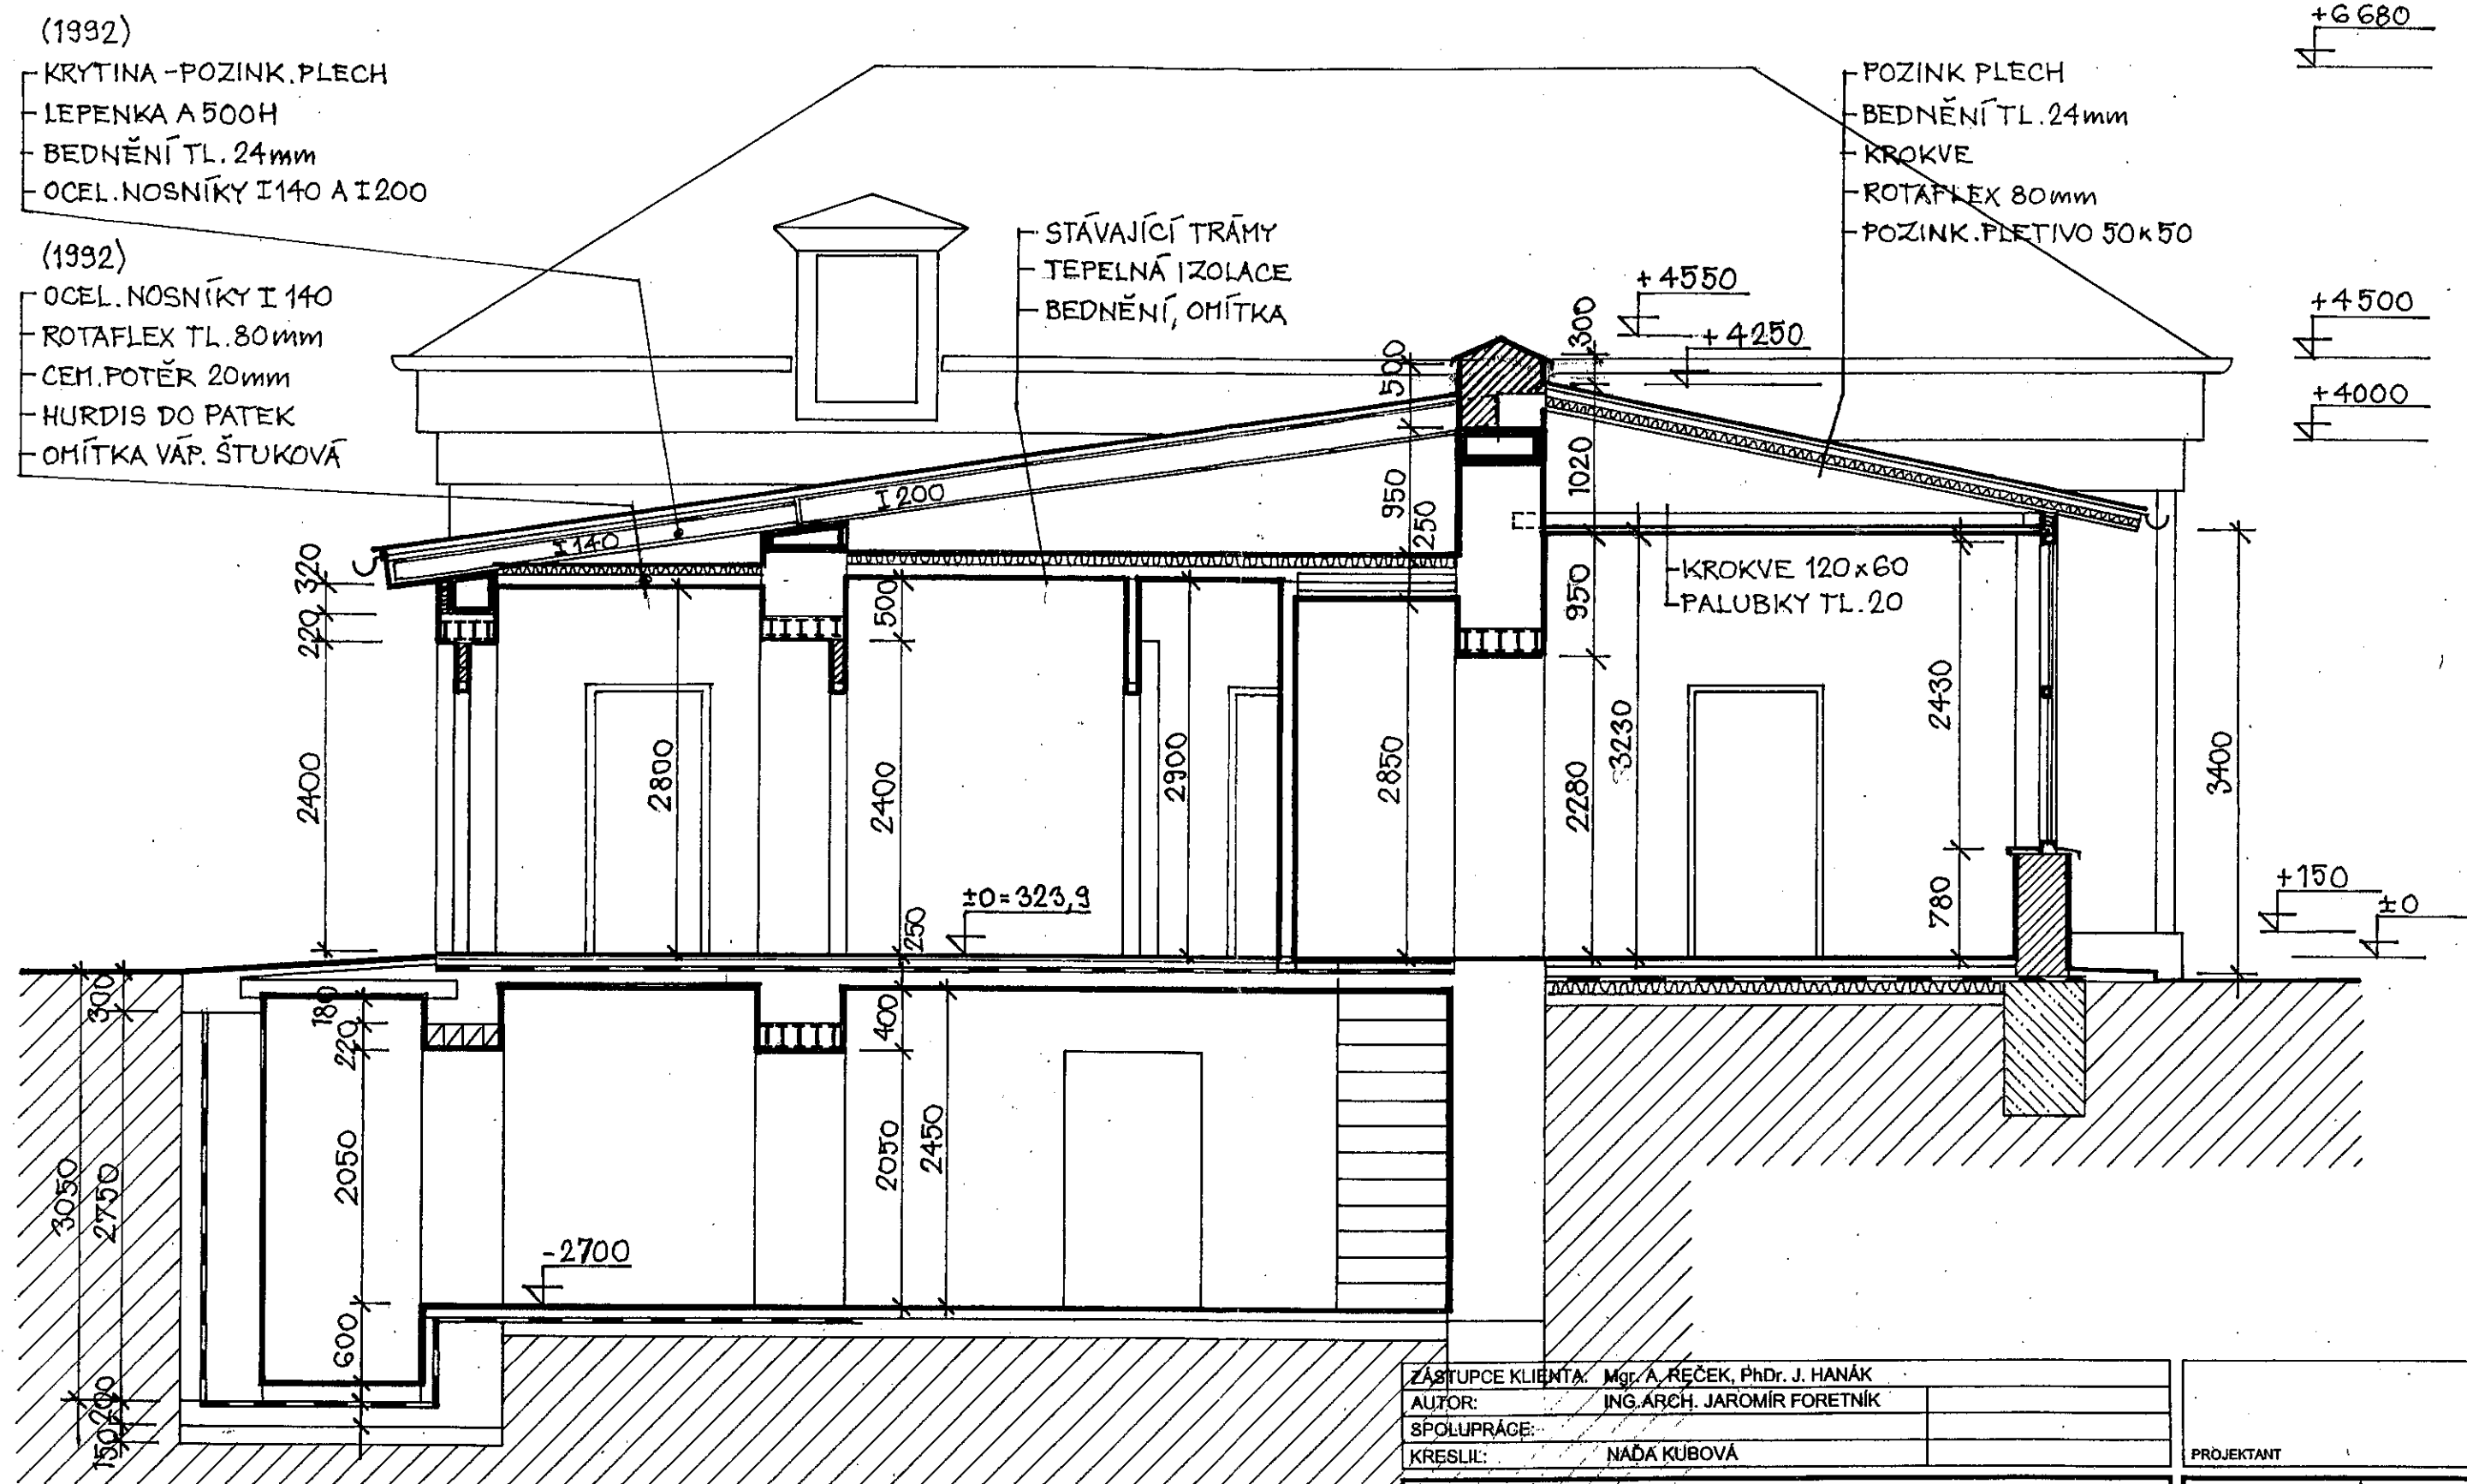 (1992)
KRYTINA-POZINK.PLECH
LEPENKA A 500H
BEDNĚNÍ TL. 24mm
OCEL.NOSNÍKY I140 A I200
(1992)
OCEL.NOSNÍKY I 140
ROTAFLEX TL.80mm
CEM.POTĚR 20mm
HURDIS DO PATEK
OMÍTKA VÁP. ŠTUKOVÁ
STÁVAJÍCÍ TRÁMY
TEPELNÁ IZOLACE
BEDNĚNÍ, OMÍTKA
POZINK PLECH
BEDNĚNÍ TL.24mm
KROKVE
ROTAFLEX 80mm
POZINK.PLETIVO 50x50
+6 680
+4550
+4250
+4500
+4000
300
500
950
250
1020
I 200
I 140
KROKVE 120x60
PALUBKY TL.20
320
220
2400
2800
500
2400
2900
2850
950
2280
3230
2430
780
3400
+150
±0
±0=323,9
250
300
180
220
400
3050
2750
2050
2050
2450
-2700
600
200
150
ZÁSTUPCE KLIENTA: Mgr. A. ŘEČEK, PhDr. J. HANÁK
AUTOR: ING.ARCH. JAROMÍR FORETNÍK
SPOLUPRÁCE:
KRESLIL: NAĎA KUBOVÁ
PROJEKTANT